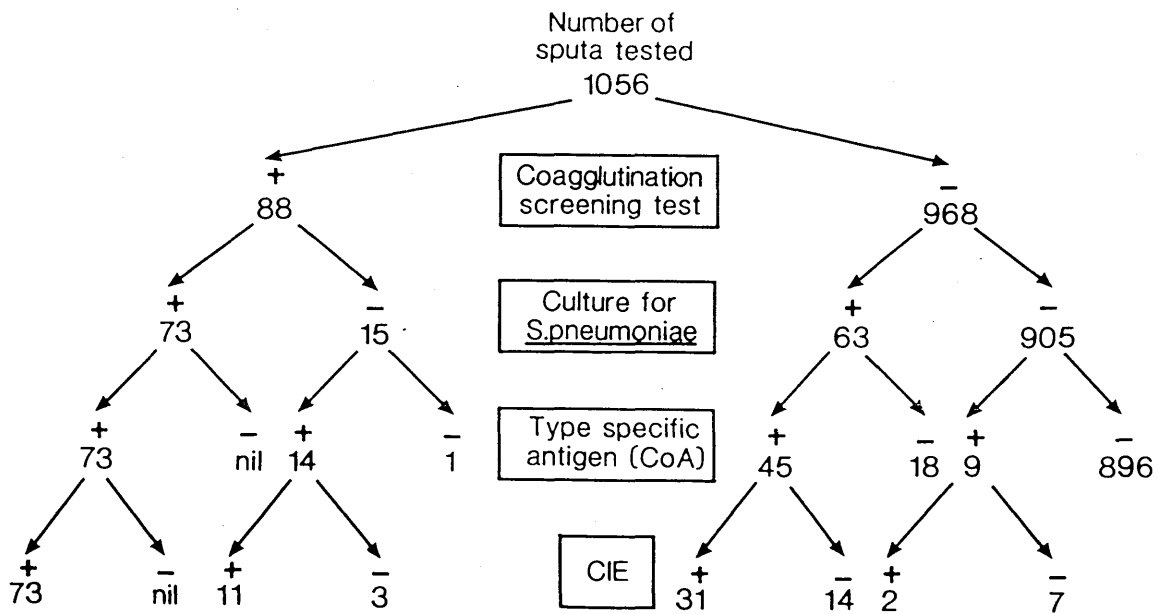 Number of
sputa tested
1056
+ −
88 968
Coagglutination
screening test
+ − + −
73 15 63 905
Culture for
S.pneumoniae
+ − + − + − + −
73 nil 14 1 45 18 9 896
Type specific
antigen (CoA)
+ − + − + − + −
73 nil 11 3 31 14 2 7
CIE